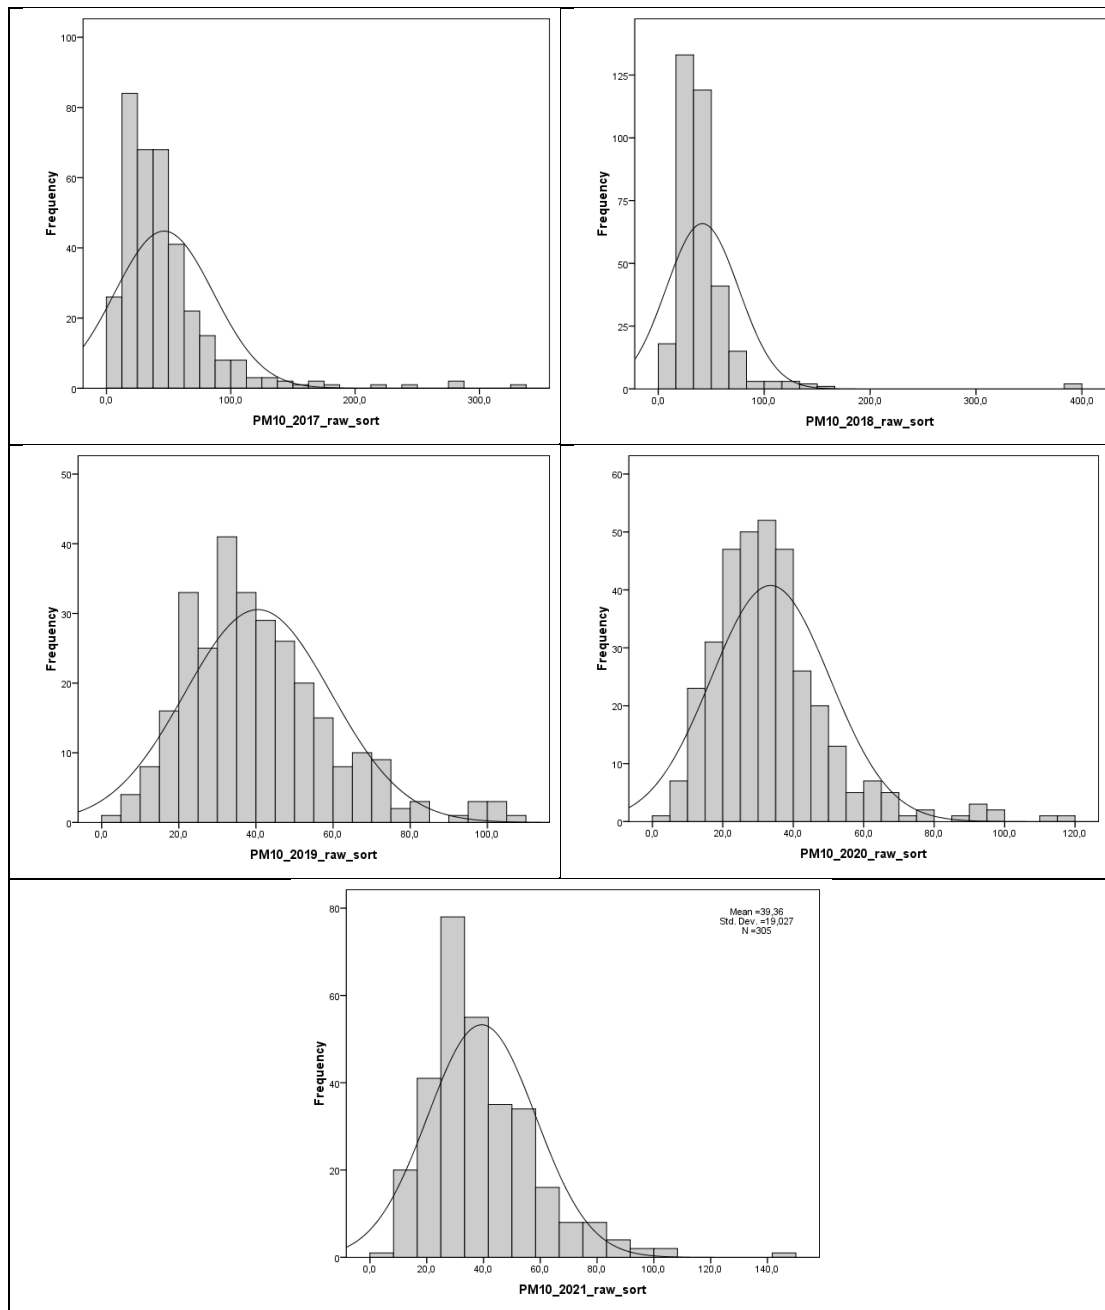 100
80
60
40
20
0
Frequency
0,0 100,0 200,0 300,0
PM10_2017_raw_sort
125
100
75
50
25
0
Frequency
0,0 100,0 200,0 300,0 400,0
PM10_2018_raw_sort
50
40
30
20
10
0
Frequency
0,0 20,0 40,0 60,0 80,0 100,0
PM10_2019_raw_sort
60
50
40
30
20
10
0
Frequency
0,0 20,0 40,0 60,0 80,0 100,0 120,0
PM10_2020_raw_sort
Mean =39,36
Std. Dev. =19,027
N =305
80
60
40
20
0
Frequency
0,0 20,0 40,0 60,0 80,0 100,0 120,0 140,0
PM10_2021_raw_sort